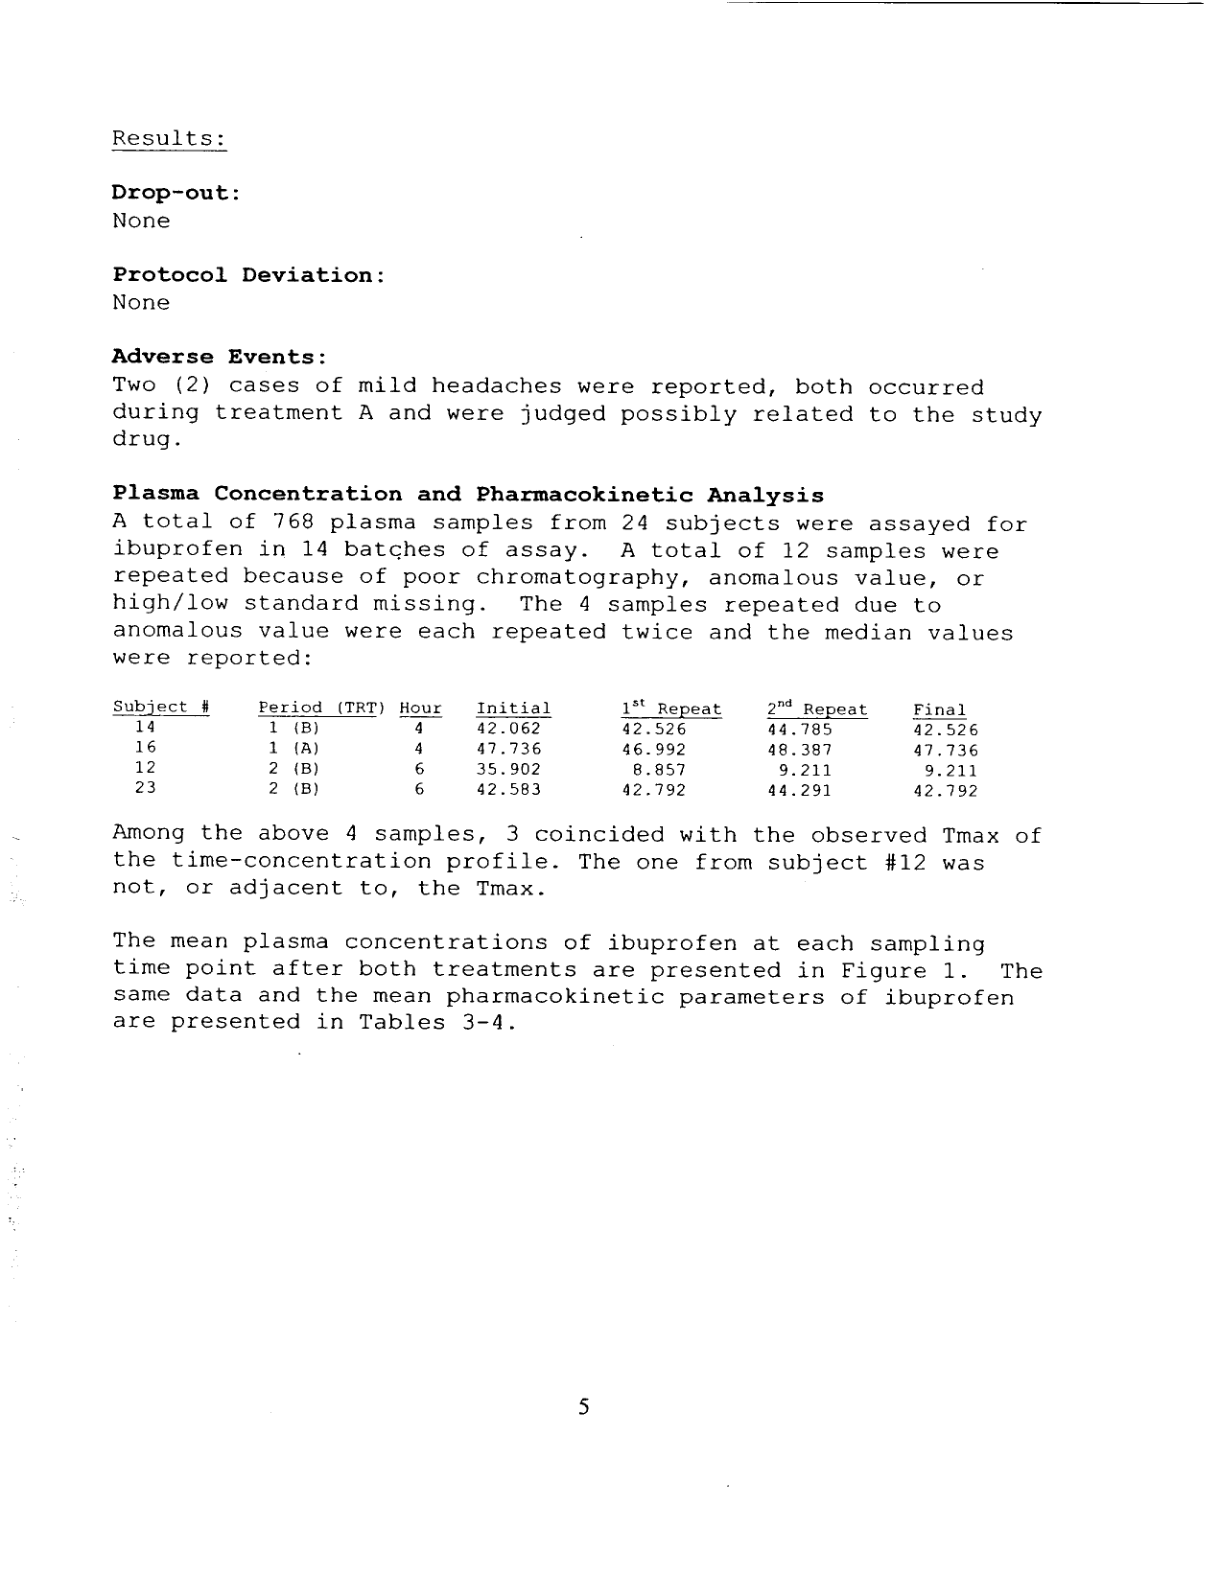 Results:
Drop-out:
None
Protocol Deviation:
None
Adverse Events:
Two (2) cases of mild headaches were reported, both occurred
during treatment A and were judged possibly related to the study
drug.
Plasma Concentration and Pharmacokinetic Analysis
A total of 768 plasma samples from 24 subjects were assayed for
ibuprofen in 14 batches of assay. A total of 12 samples were
repeated because of poor chromatography, anomalous value, or
high/low standard missing. The 4 samples repeated due to
anomalous value were each repeated twice and the median values
were reported:
Subject # Period (TRT) Hour Initial 1st Repeat 2nd Repeat Final
14 1 (B) 4 42.062 42.526 44.785 42.526
16 1 (A) 4 47.736 46.992 48.387 47.736
12 2 (B) 6 35.902 8.857 9.211 9.211
23 2 (B) 6 42.583 42.792 44.291 42.792
Among the above 4 samples, 3 coincided with the observed Tmax of
the time-concentration profile. The one from subject #12 was
not, or adjacent to, the Tmax.
The mean plasma concentrations of ibuprofen at each sampling
time point after both treatments are presented in Figure 1. The
same data and the mean pharmacokinetic parameters of ibuprofen
are presented in Tables 3-4.
5